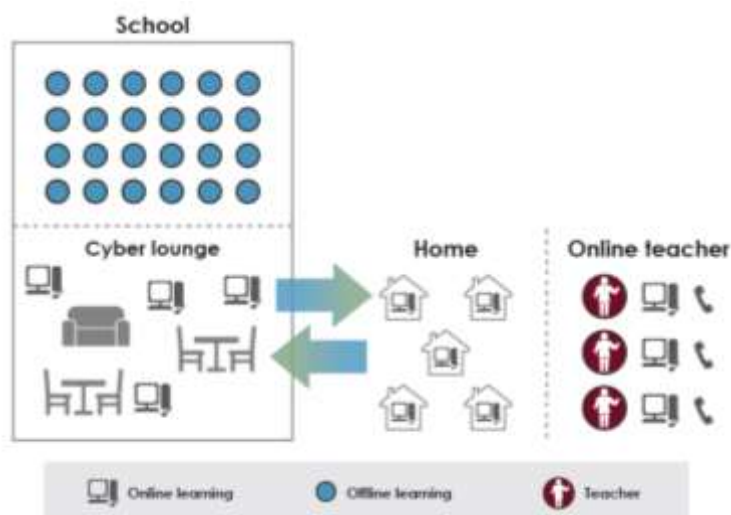 School
Cyber lounge
Home
Online teacher
Online learning
Offline learning
Teacher